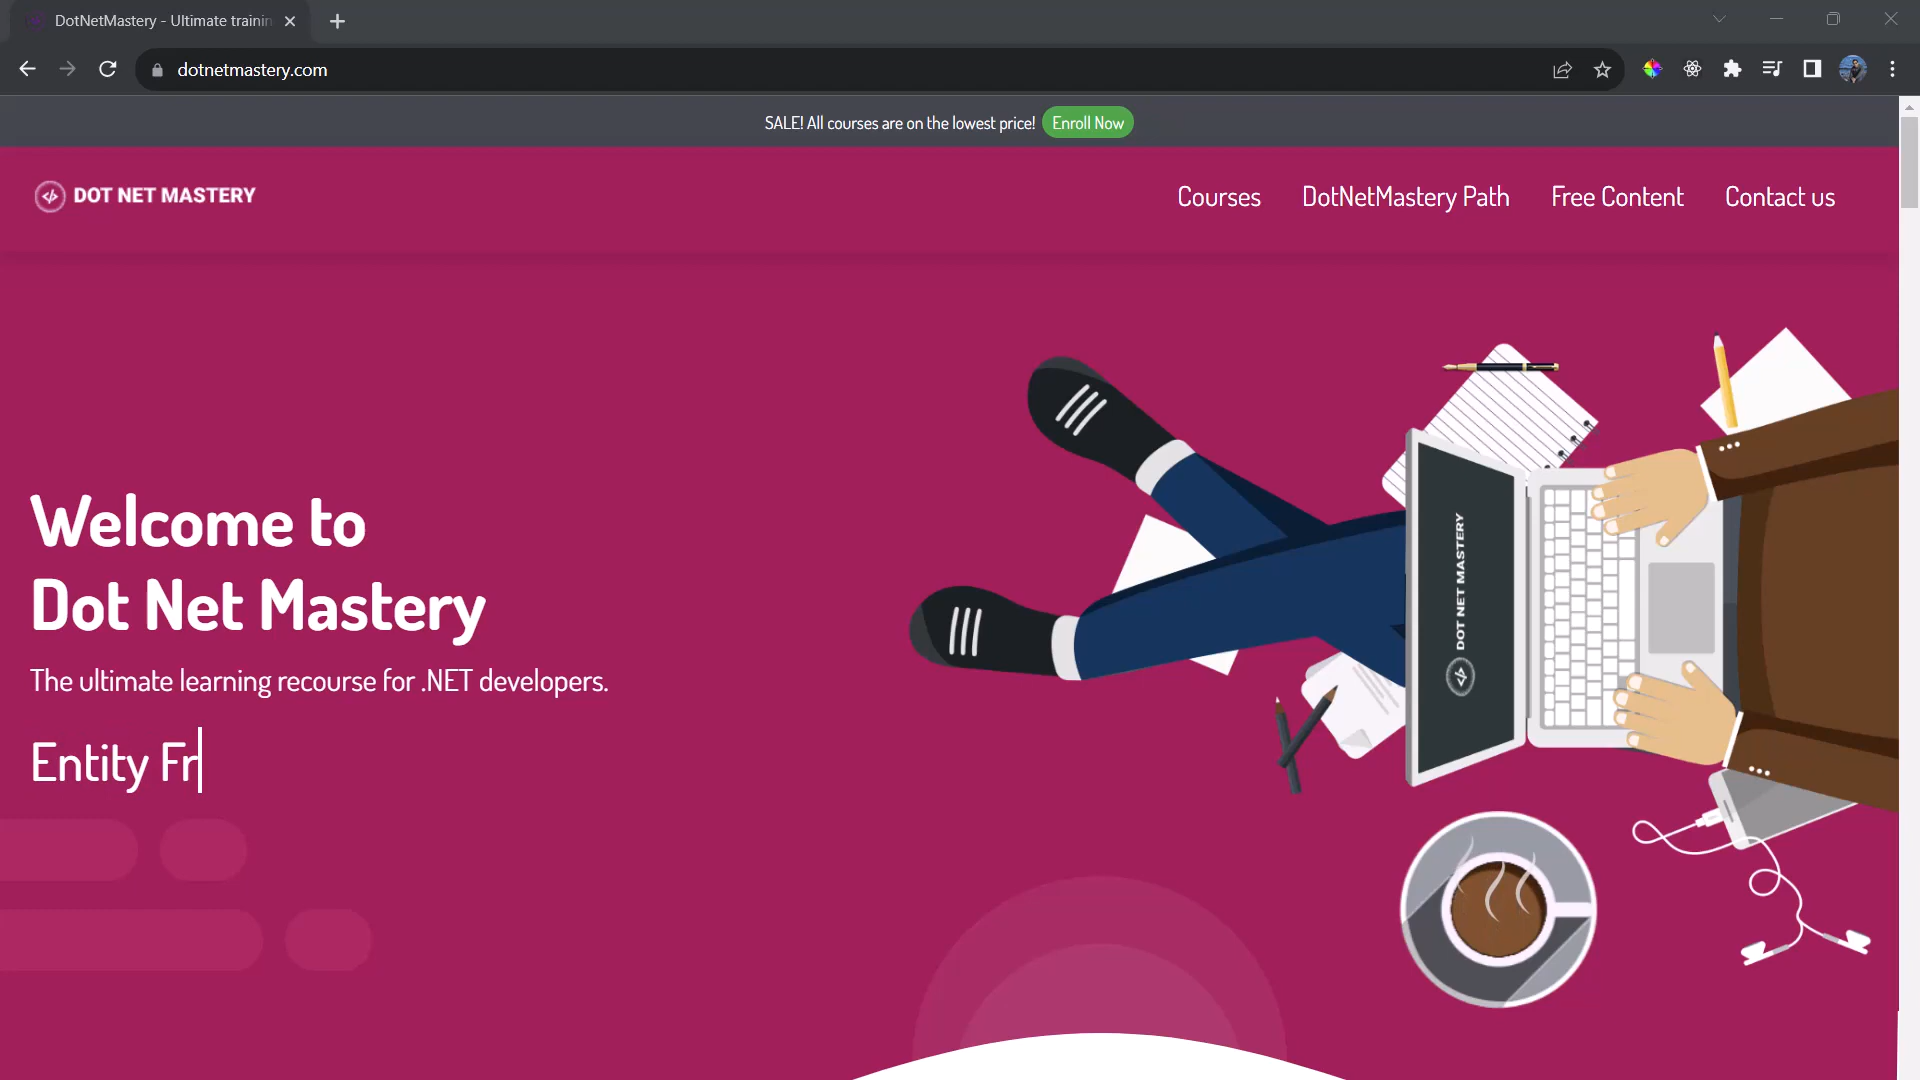 DotNetMastery - Ultimate trainin
dotnetmastery.com
SALE! All courses are on the lowest price! Enroll Now
DOT NET MASTERY
Courses DotNetMastery Path Free Content Contact us
Welcome to
Dot Net Mastery
The ultimate learning recourse for .NET developers.
Entity Fr
DOT NET MASTERY